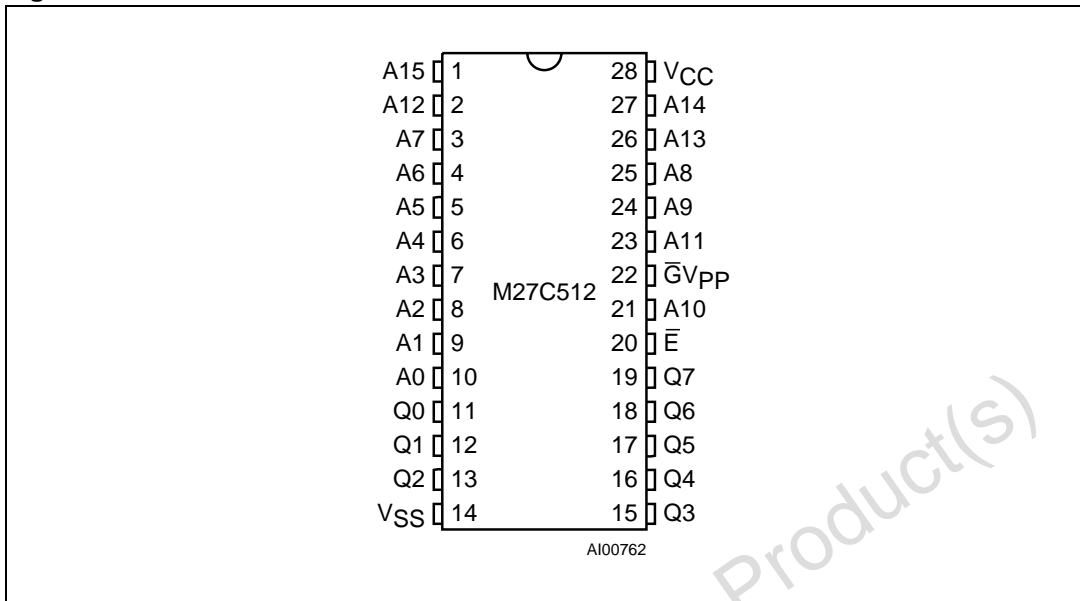 A15 1 28 VCC
A12 2 27 A14
A7 3 26 A13
A6 4 25 A8
A5 5 24 A9
A4 6 23 A11
A3 7 22 G̅VPP
M27C512
A2 8 21 A10
A1 9 20 E̅
A0 10 19 Q7
Q0 11 18 Q6
Q1 12 17 Q5
Q2 13 16 Q4
VSS 14 15 Q3
AI00762
Product(s)